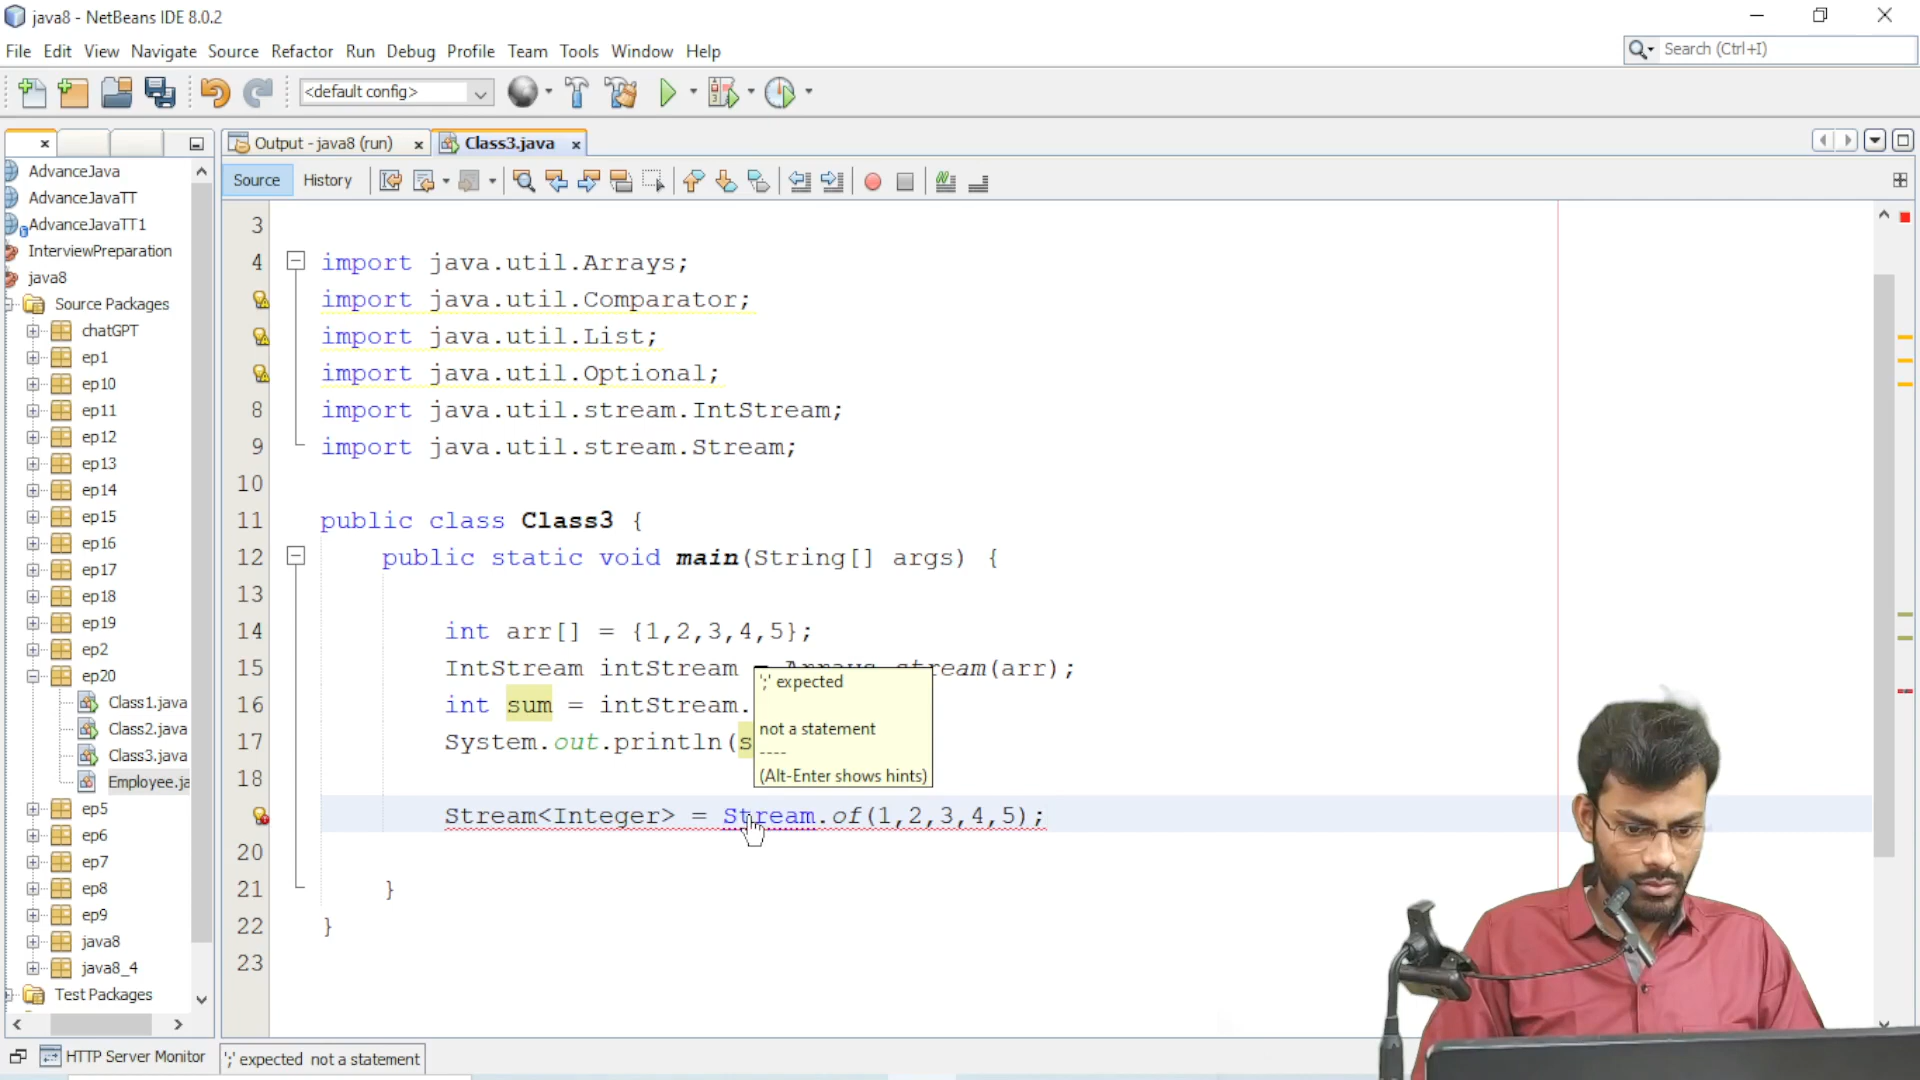 java8 - NetBeans IDE 8.0.2
File Edit View Navigate Source Refactor Run Debug Profile Team Tools Window Help
Search (Ctrl+I)
<default config>
Output - java8 (run)
Class3.java
Source History
AdvanceJava
AdvanceJavaTT
AdvanceJavaTT1
InterviewPreparation
java8
Source Packages
chatGPT
ep1
ep10
ep11
ep12
ep13
ep14
ep15
ep16
ep17
ep18
ep19
ep2
ep20
Class1.java
Class2.java
Class3.java
Employee.ja
ep5
ep6
ep7
ep8
ep9
java8
java8_4
Test Packages
3
4 import java.util.Arrays;
import java.util.Comparator;
import java.util.List;
import java.util.Optional;
8 import java.util.stream.IntStream;
9 import java.util.stream.Stream;
10
11 public class Class3 {
12 public static void main(String[] args) {
13
14 int arr[] = {1,2,3,4,5};
15 IntStream intStream = Arrays.stream(arr);
16 int sum = intStream.
17 System.out.println(s
18
Stream<Integer> = Stream.of(1,2,3,4,5);
20
21 }
22 }
23
';' expected
not a statement
----
(Alt-Enter shows hints)
HTTP Server Monitor
';' expected not a statement